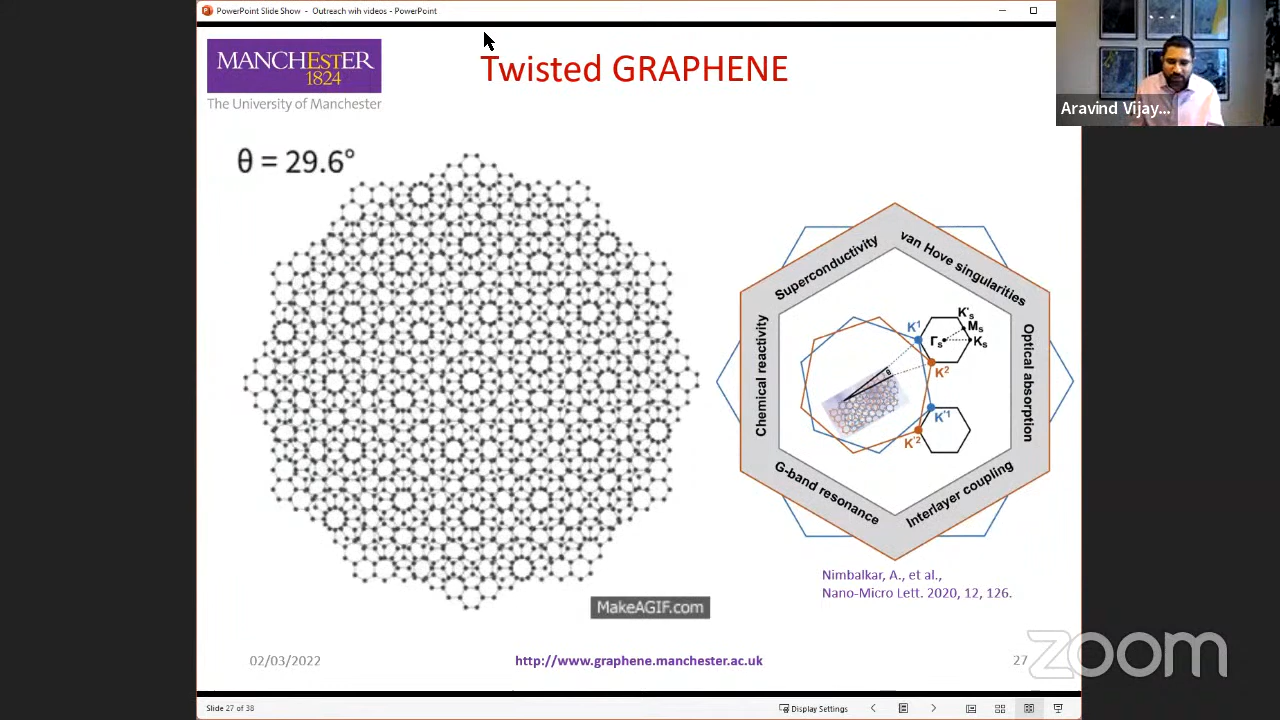 PowerPoint Slide Show - Outreach wih videos - PowerPoint
MANCHESTER
1824
The University of Manchester
Twisted GRAPHENE
Aravind Vijay...
θ = 29.6°
Superconductivity
van Hove singularities
Chemical reactivity
Optical absorption
G-band resonance
Interlayer coupling
K¹
K's
Ms
Γs
Ks
K²
θ
K'1
K'2
MakeAGIF.com
Nimbalkar, A., et al.,
Nano-Micro Lett. 2020, 12, 126.
02/03/2022
http://www.graphene.manchester.ac.uk
27
zoom
Slide 27 of 38
Display Settings